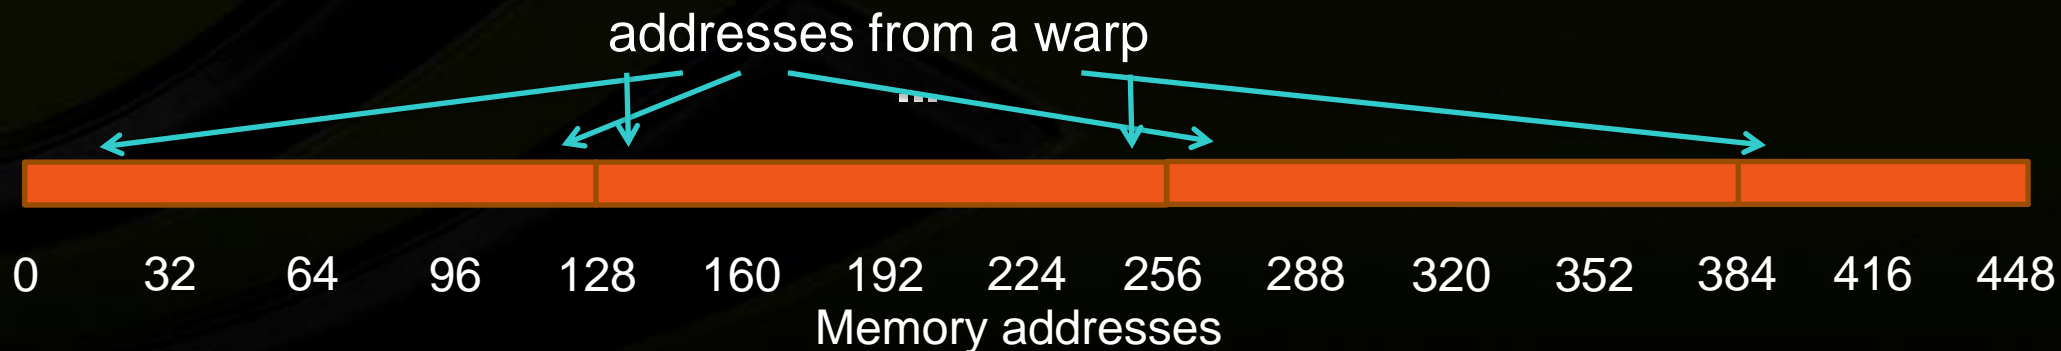 addresses from a warp
...
0 32 64 96 128 160 192 224 256 288 320 352 384 416 448
Memory addresses